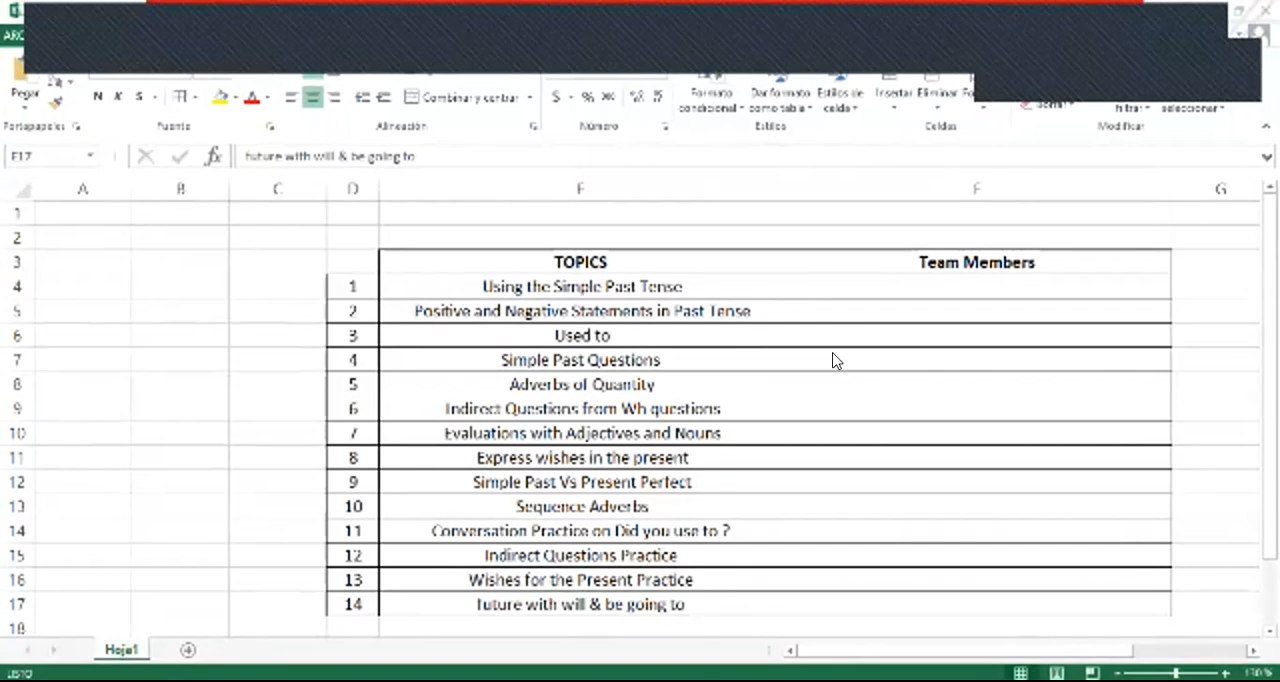 ARC
Pegar
N K S
Combinar y centrar
$ % 000
Formato condicional
Dar formato como tabla
Estilos de celda
Insertar
Eliminar
filtrar
seleccionar
Portapapeles
Fuente
Alineación
Número
Estilos
Celdas
Modificar
E17
fx
future with will & be going to
A B C D E F G
1
2
3 TOPICS Team Members
4 1 Using the Simple Past Tense
5 2 Positive and Negative Statements in Past Tense
6 3 Used to
7 4 Simple Past Questions
8 5 Adverbs of Quantity
9 6 Indirect Questions from Wh questions
10 7 Evaluations with Adjectives and Nouns
11 8 Express wishes in the present
12 9 Simple Past Vs Present Perfect
13 10 Sequence Adverbs
14 11 Conversation Practice on Did you use to ?
15 12 Indirect Questions Practice
16 13 Wishes for the Present Practice
17 14 future with will & be going to
18
Hoja1
LISTO
130 %